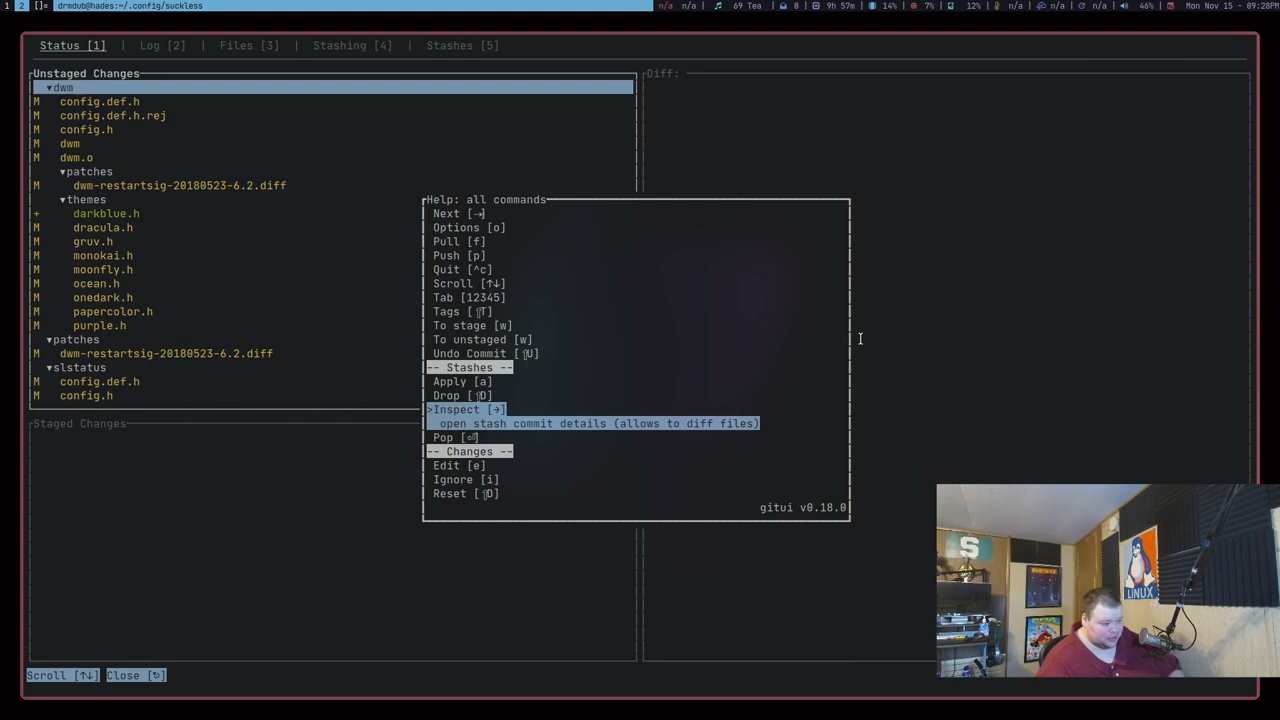 1 2 []= drmdub@hades:~/.config/suckless n/a n/a | 69 Tea | 0 | 9h 57m | 14% | 7% | 12% | n/a | n/a | n/a | 46% | Mon Nov 15 - 09:28PM
Status [1] | Log [2] | Files [3] | Stashing [4] | Stashes [5]
Unstaged Changes
▾dwm
M config.def.h
M config.def.h.rej
M config.h
M dwm
M dwm.o
▾patches
M dwm-restartsig-20180523-6.2.diff
▾themes
+ darkblue.h
M dracula.h
M gruv.h
M monokai.h
M moonfly.h
M ocean.h
M onedark.h
M papercolor.h
M purple.h
▾patches
M dwm-restartsig-20180523-6.2.diff
▾slstatus
M config.def.h
M config.h
Staged Changes
Diff:
Help: all commands
Next [⇥]
Options [o]
Pull [f]
Push [p]
Quit [^c]
Scroll [↑↓]
Tab [12345]
Tags [⇧T]
To stage [w]
To unstaged [w]
Undo Commit [⇧U]
-- Stashes --
Apply [a]
Drop [⇧D]
>Inspect [→]
open stash commit details (allows to diff files)
Pop [⏎]
-- Changes --
Edit [e]
Ignore [i]
Reset [⇧D]
gitui v0.18.0
Scroll [↑↓] Close [↻]
S
LINUX